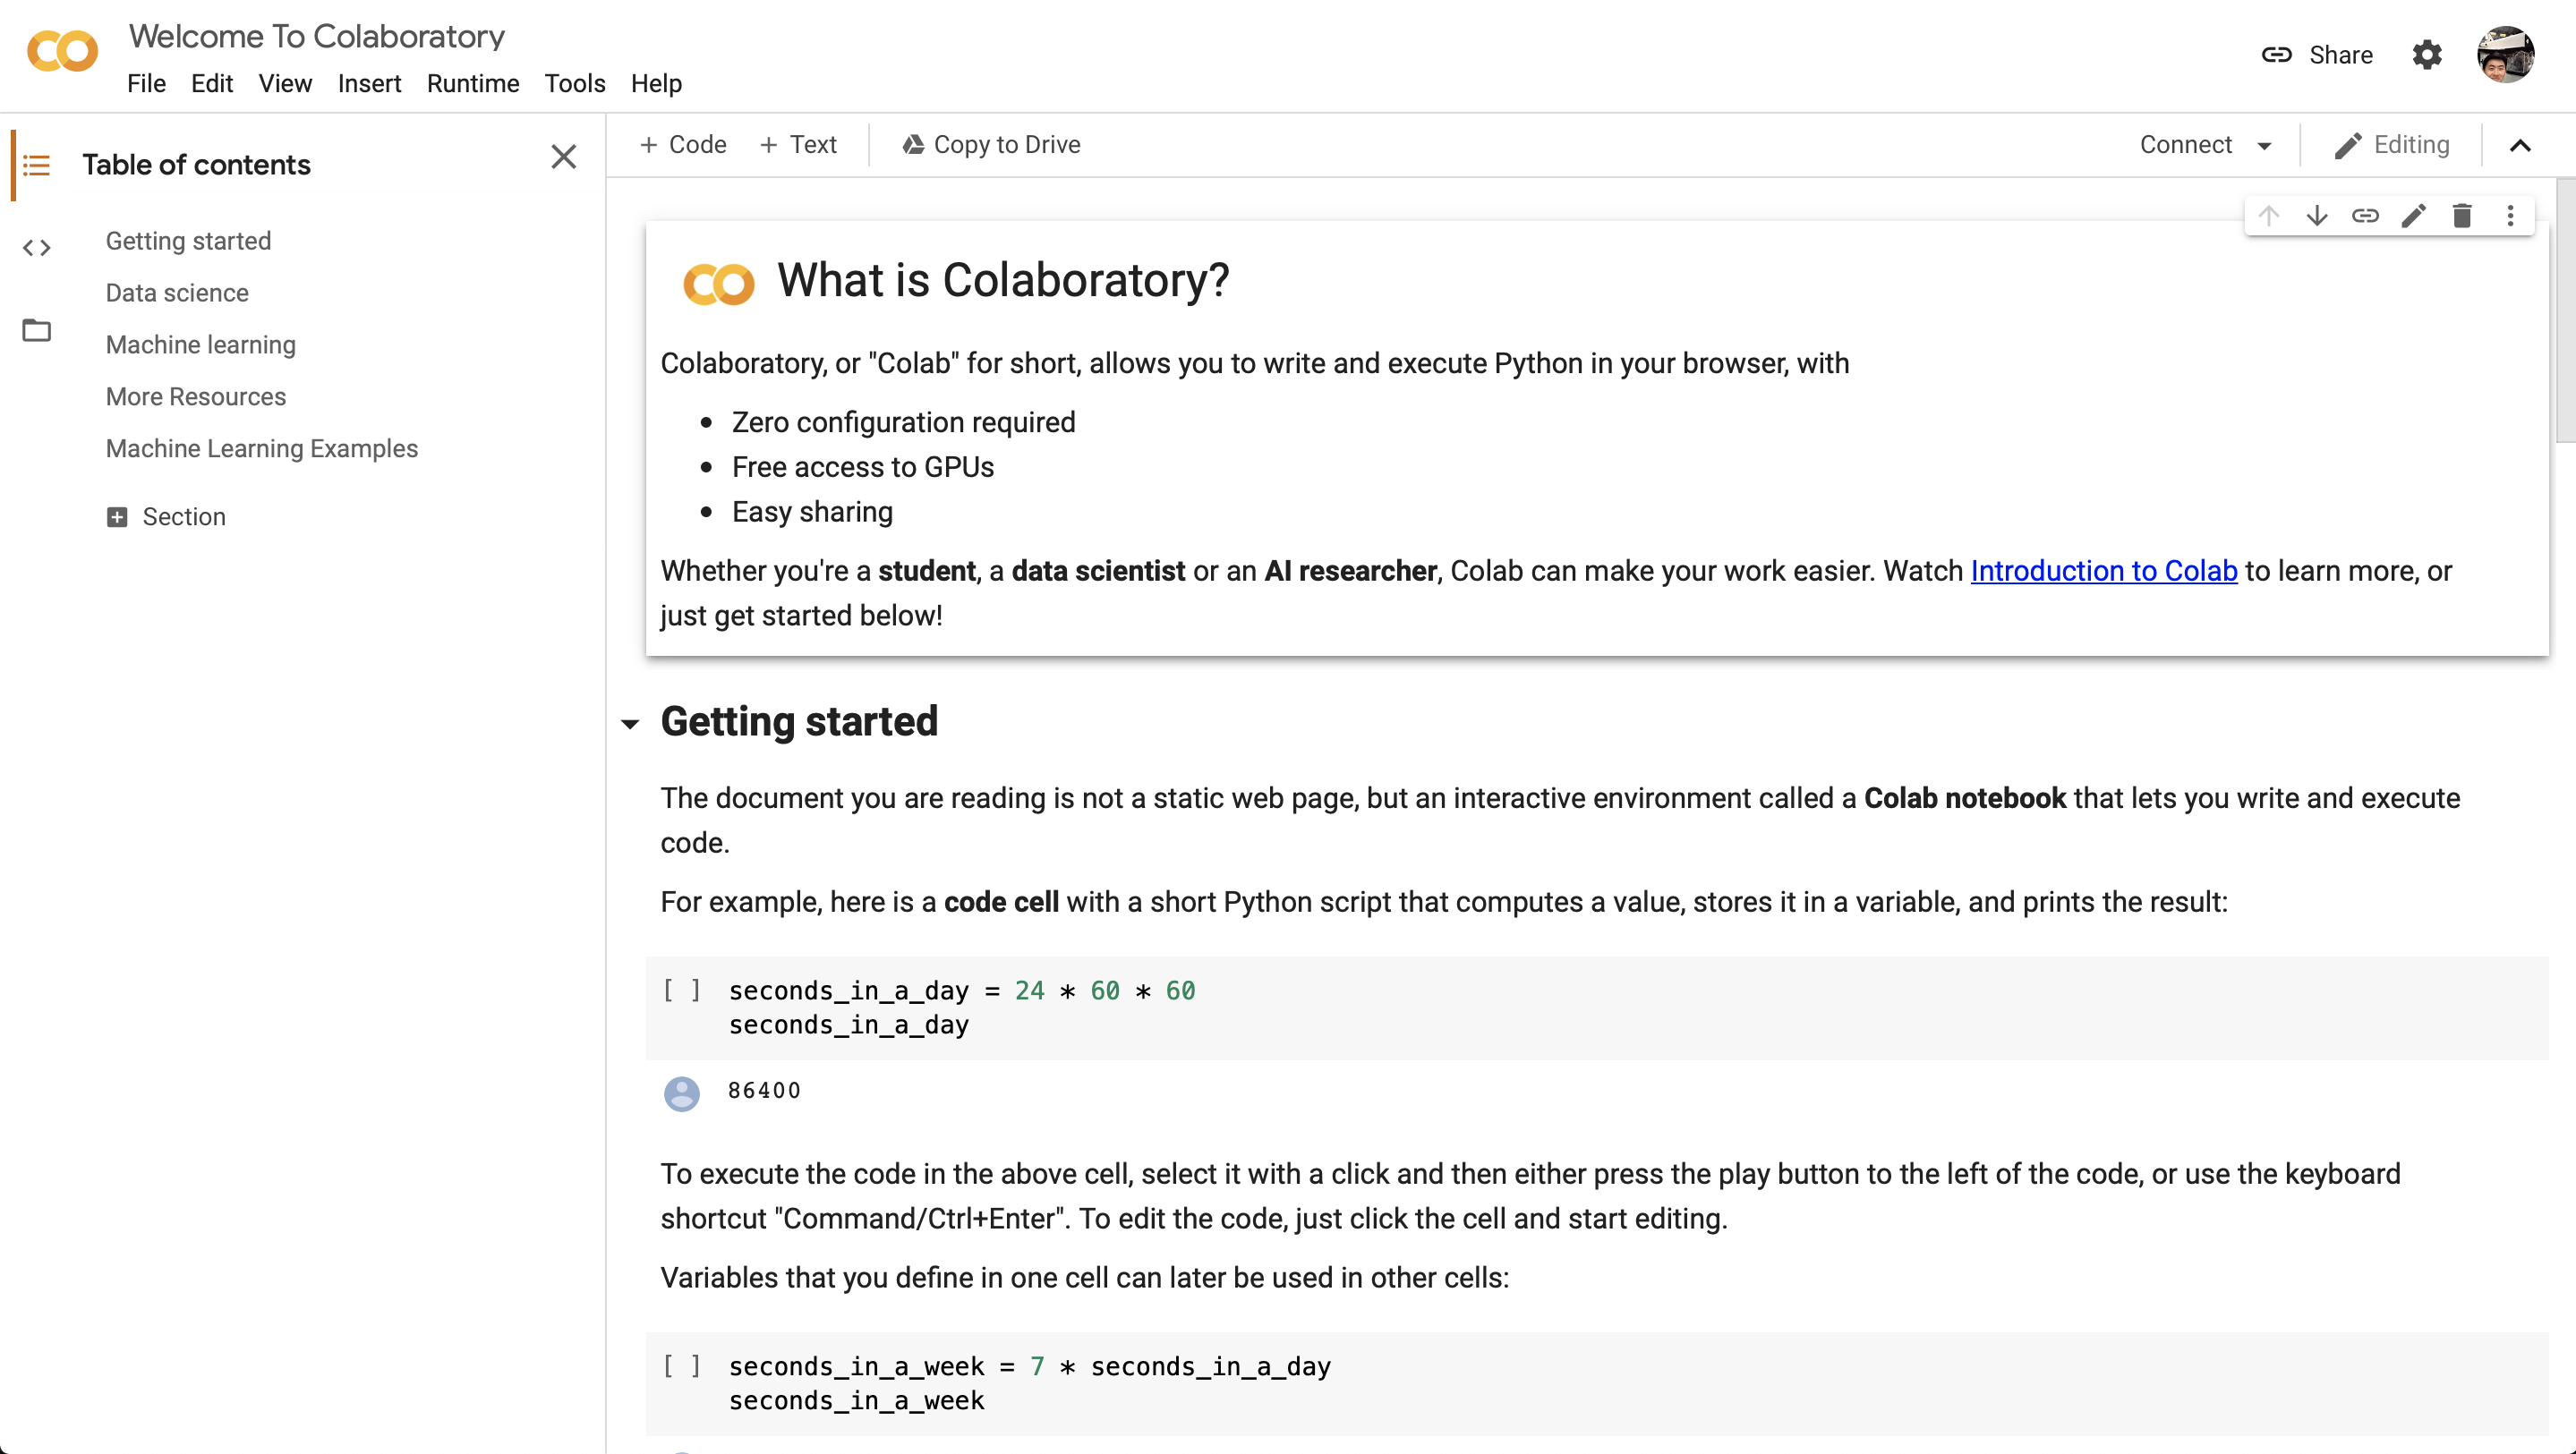 Welcome To Colaboratory
File Edit View Insert Runtime Tools Help
Share
Table of contents
Getting started
Data science
Machine learning
More Resources
Machine Learning Examples
Section
+ Code + Text Copy to Drive
Connect Editing
CO What is Colaboratory?
Colaboratory, or "Colab" for short, allows you to write and execute Python in your browser, with
• Zero configuration required
• Free access to GPUs
• Easy sharing
Whether you're a student, a data scientist or an AI researcher, Colab can make your work easier. Watch Introduction to Colab to learn more, or
just get started below!
Getting started
The document you are reading is not a static web page, but an interactive environment called a Colab notebook that lets you write and execute
code.
For example, here is a code cell with a short Python script that computes a value, stores it in a variable, and prints the result:
[ ] seconds_in_a_day = 24 * 60 * 60
seconds_in_a_day
86400
To execute the code in the above cell, select it with a click and then either press the play button to the left of the code, or use the keyboard
shortcut "Command/Ctrl+Enter". To edit the code, just click the cell and start editing.
Variables that you define in one cell can later be used in other cells:
[ ] seconds_in_a_week = 7 * seconds_in_a_day
seconds_in_a_week